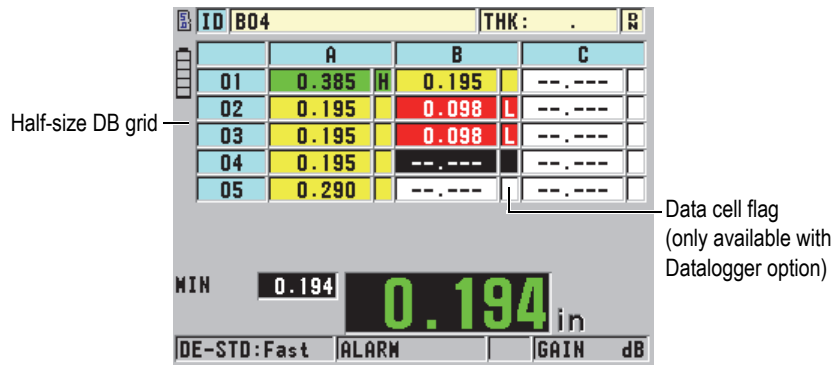 ID B04 THK: . DN
A B C
01 0.385 H 0.195 --.---
02 0.195 0.098 L --.---
03 0.195 0.098 L --.---
04 0.195 --.--- --.---
05 0.290 --.--- --.---
Half-size DB grid
Data cell flag
(only available with
Datalogger option)
MIN 0.194 0.194 in
DE-STD:Fast ALARM GAIN dB